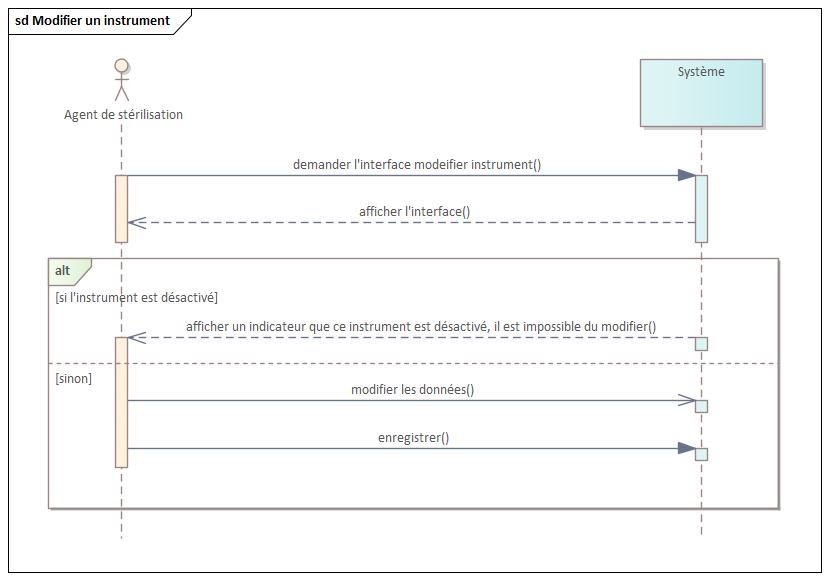 sd Modifier un instrument
Agent de stérilisation
Système
demander l'interface modeifier instrument()
afficher l'interface()
alt
[si l'instrument est désactivé]
afficher un indicateur que ce instrument est désactivé, il est impossible du modifier()
[sinon]
modifier les données()
enregistrer()